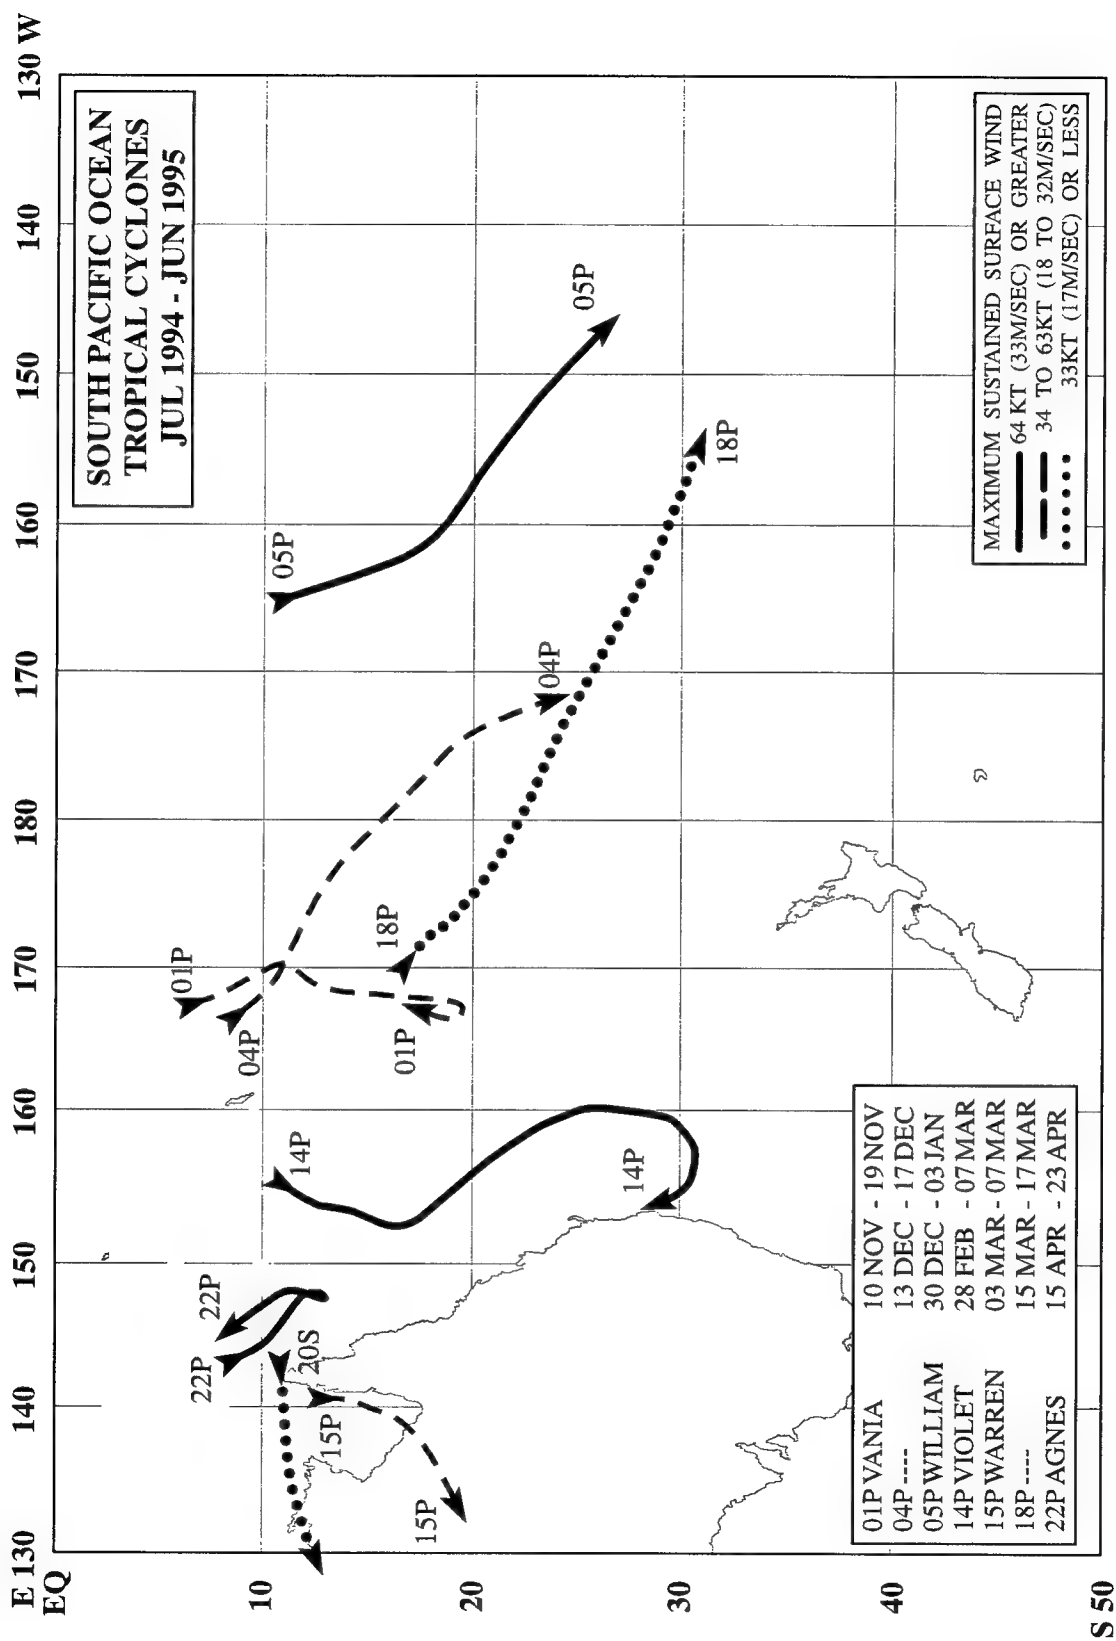 SOUTH PACIFIC OCEAN
TROPICAL CYCLONES
JUL 1994 - JUN 1995
E 130 140 150 160 170 180 170 160 150 140 130 W
EQ
10
20
30
40
S 50
01P
04P
18P
01P
04P
05P
05P
18P
14P
14P
22P
22P
20S
15P
15P
01P VANIA 10 NOV - 19 NOV
04P ---- 13 DEC - 17 DEC
05P WILLIAM 30 DEC - 03 JAN
14P VIOLET 28 FEB - 07 MAR
15P WARREN 03 MAR - 07 MAR
18P ---- 15 MAR - 17 MAR
22P AGNES 15 APR - 23 APR
MAXIMUM SUSTAINED SURFACE WIND
64 KT (33M/SEC) OR GREATER
34 TO 63KT (18 TO 32M/SEC)
33KT (17M/SEC) OR LESS